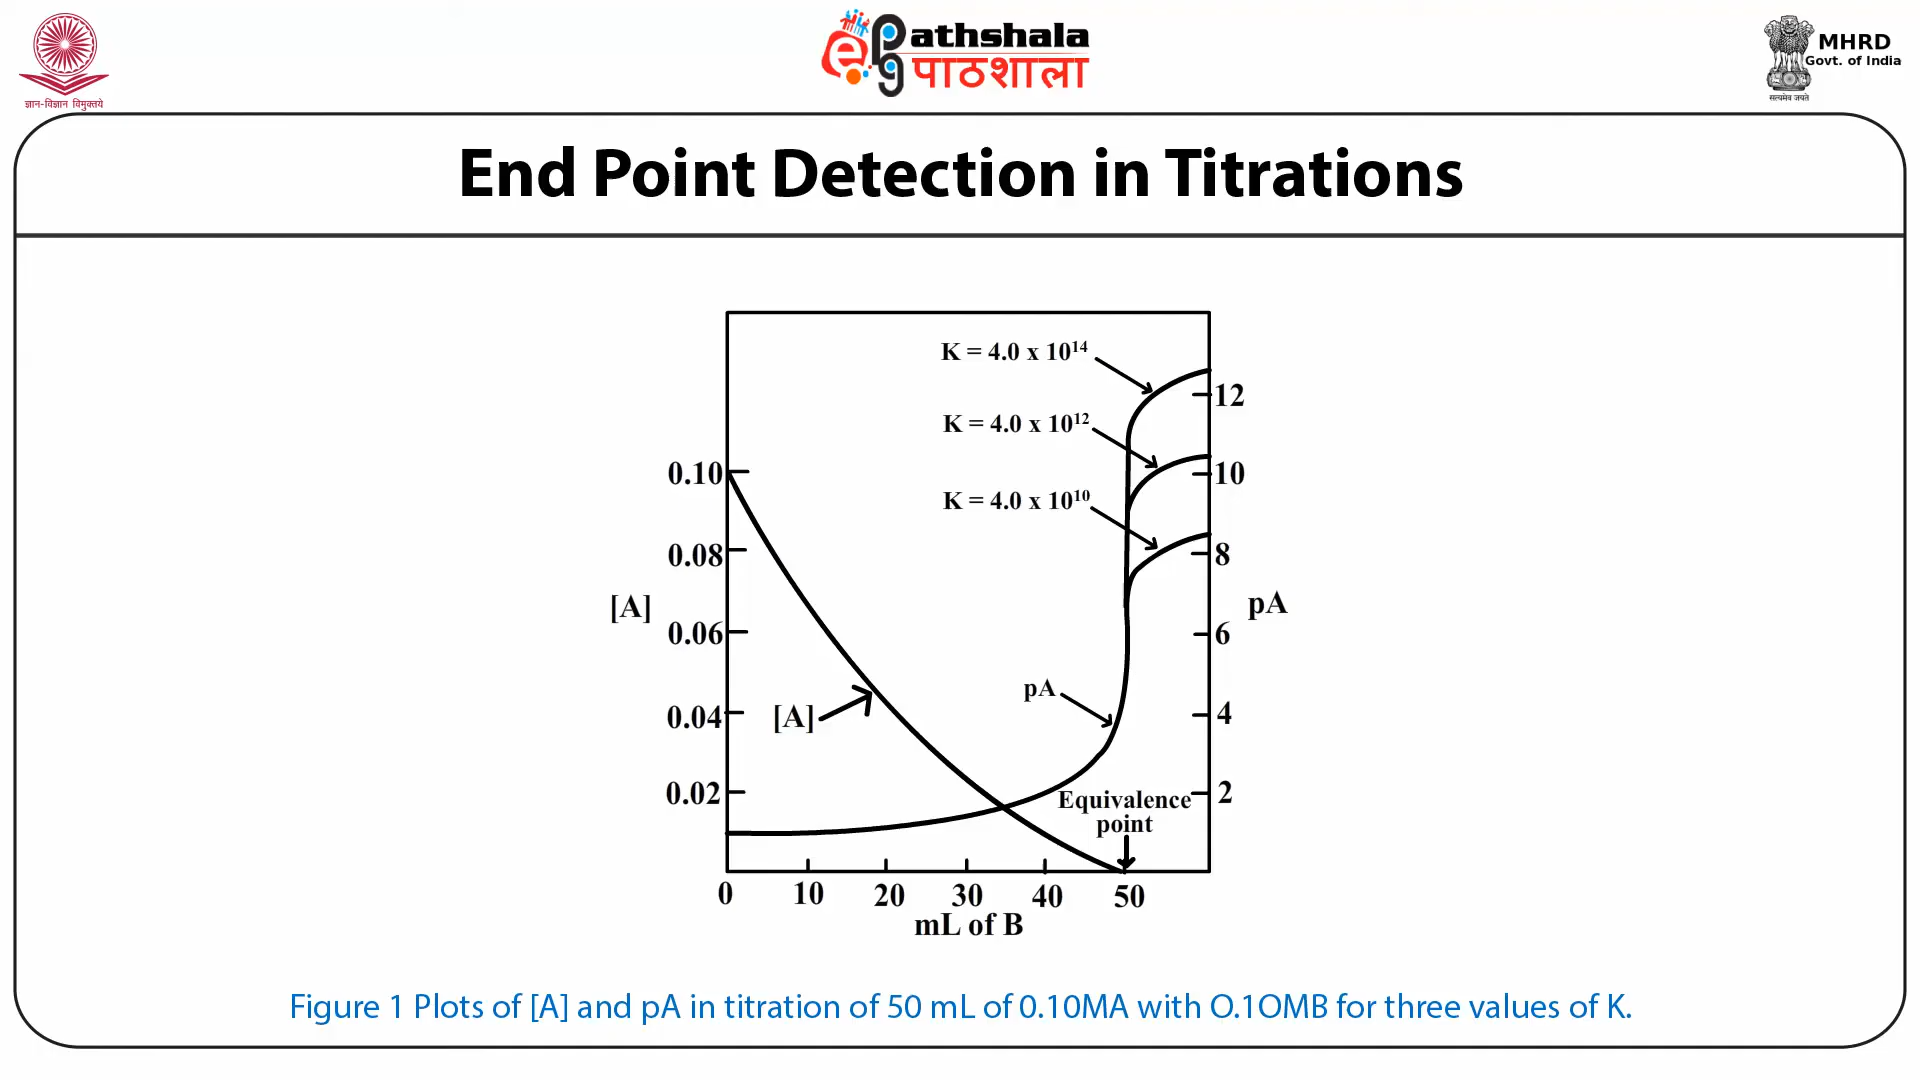 ज्ञान-विज्ञान विमुक्तये
ePathshala
पाठशाला
MHRD
Govt. of India
सत्यमेव जयते
End Point Detection in Titrations
K = 4.0 x 10¹⁴
12
K = 4.0 x 10¹²
0.10
10
K = 4.0 x 10¹⁰
0.08
8
[A]
pA
0.06
6
pA
[A]
0.04
4
0.02
Equivalence
point
2
0 10 20 30 40 50
mL of B
Figure 1 Plots of [A] and pA in titration of 50 mL of 0.10MA with O.1OMB for three values of K.